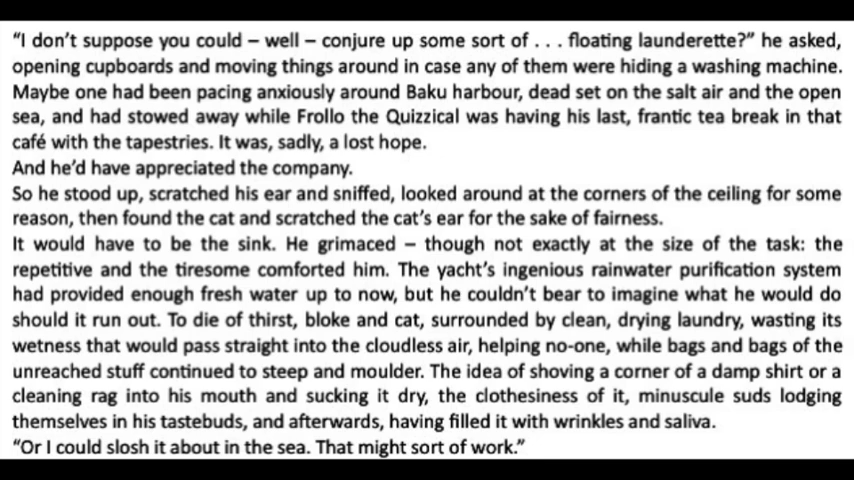 “I don’t suppose you could – well – conjure up some sort of . . . floating launderette?” he asked,
opening cupboards and moving things around in case any of them were hiding a washing machine.
Maybe one had been pacing anxiously around Baku harbour, dead set on the salt air and the open
sea, and had stowed away while Frollo the Quizzical was having his last, frantic tea break in that
café with the tapestries. It was, sadly, a lost hope.
And he’d have appreciated the company.
So he stood up, scratched his ear and sniffed, looked around at the corners of the ceiling for some
reason, then found the cat and scratched the cat’s ear for the sake of fairness.
It would have to be the sink. He grimaced – though not exactly at the size of the task: the
repetitive and the tiresome comforted him. The yacht’s ingenious rainwater purification system
had provided enough fresh water up to now, but he couldn’t bear to imagine what he would do
should it run out. To die of thirst, bloke and cat, surrounded by clean, drying laundry, wasting its
wetness that would pass straight into the cloudless air, helping no-one, while bags and bags of the
unreached stuff continued to steep and moulder. The idea of shoving a corner of a damp shirt or a
cleaning rag into his mouth and sucking it dry, the clothesiness of it, minuscule suds lodging
themselves in his tastebuds, and afterwards, having filled it with wrinkles and saliva.
“Or I could slosh it about in the sea. That might sort of work.”